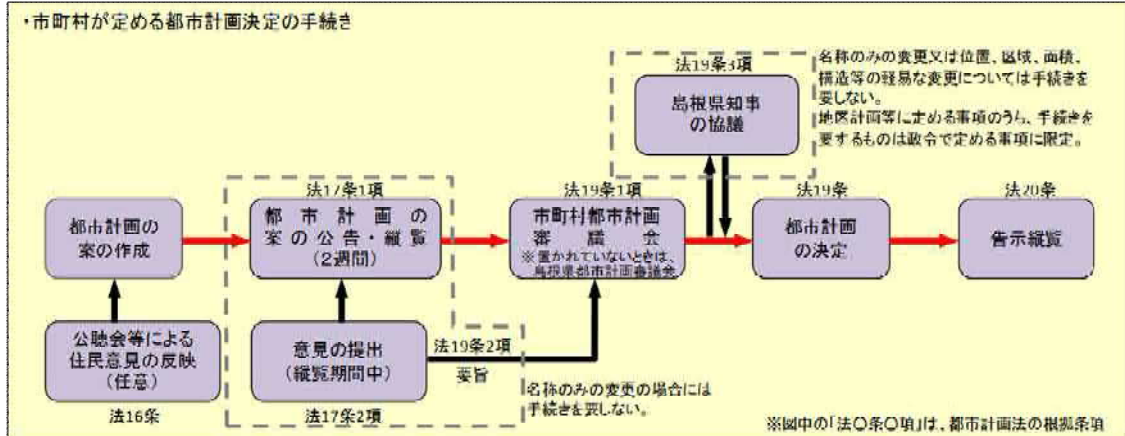 ・市町村が定める都市計画決定の手続き
法19条3項
島根県知事
の協議
名称のみの変更又は位置、区域、面積、
構造等の軽易な変更については手続きを
要しない。
地区計画等に定める事項のうち、手続きを
要するものは政令で定める事項に限定。
都市計画の
案の作成
法17条1項
都市計画の
案の公告・縦覧
(2週間)
法19条1項
市町村都市計画
審議会
※置かれていないときは、
島根県都市計画審議会
法19条
都市計画
の決定
法20条
告示縦覧
公聴会等による
住民意見の反映
(任意)
法16条
意見の提出
(縦覧期間中)
法17条2項
法19条2項
要旨
名称のみの変更の場合には
手続きを要しない。
※図中の「法〇条〇項」は、都市計画法の根拠条項